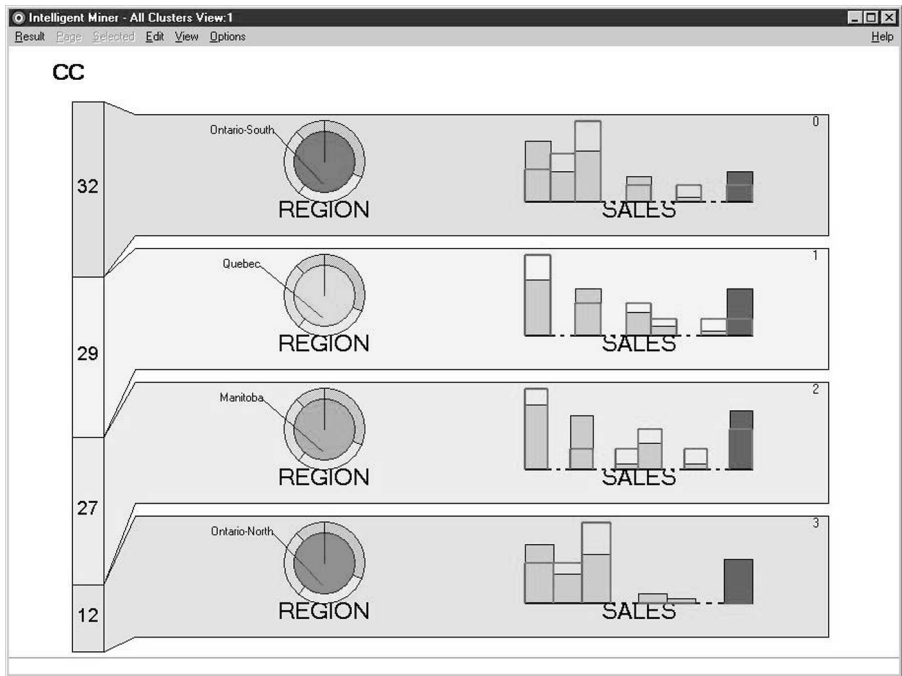 Intelligent Miner - All Clusters View:1
Result Page Selected Edit View Options Help
CC
32
Ontario-South
REGION
SALES
0
29
Quebec
REGION
SALES
1
27
Manitoba
REGION
SALES
2
12
Ontario-North
REGION
SALES
3